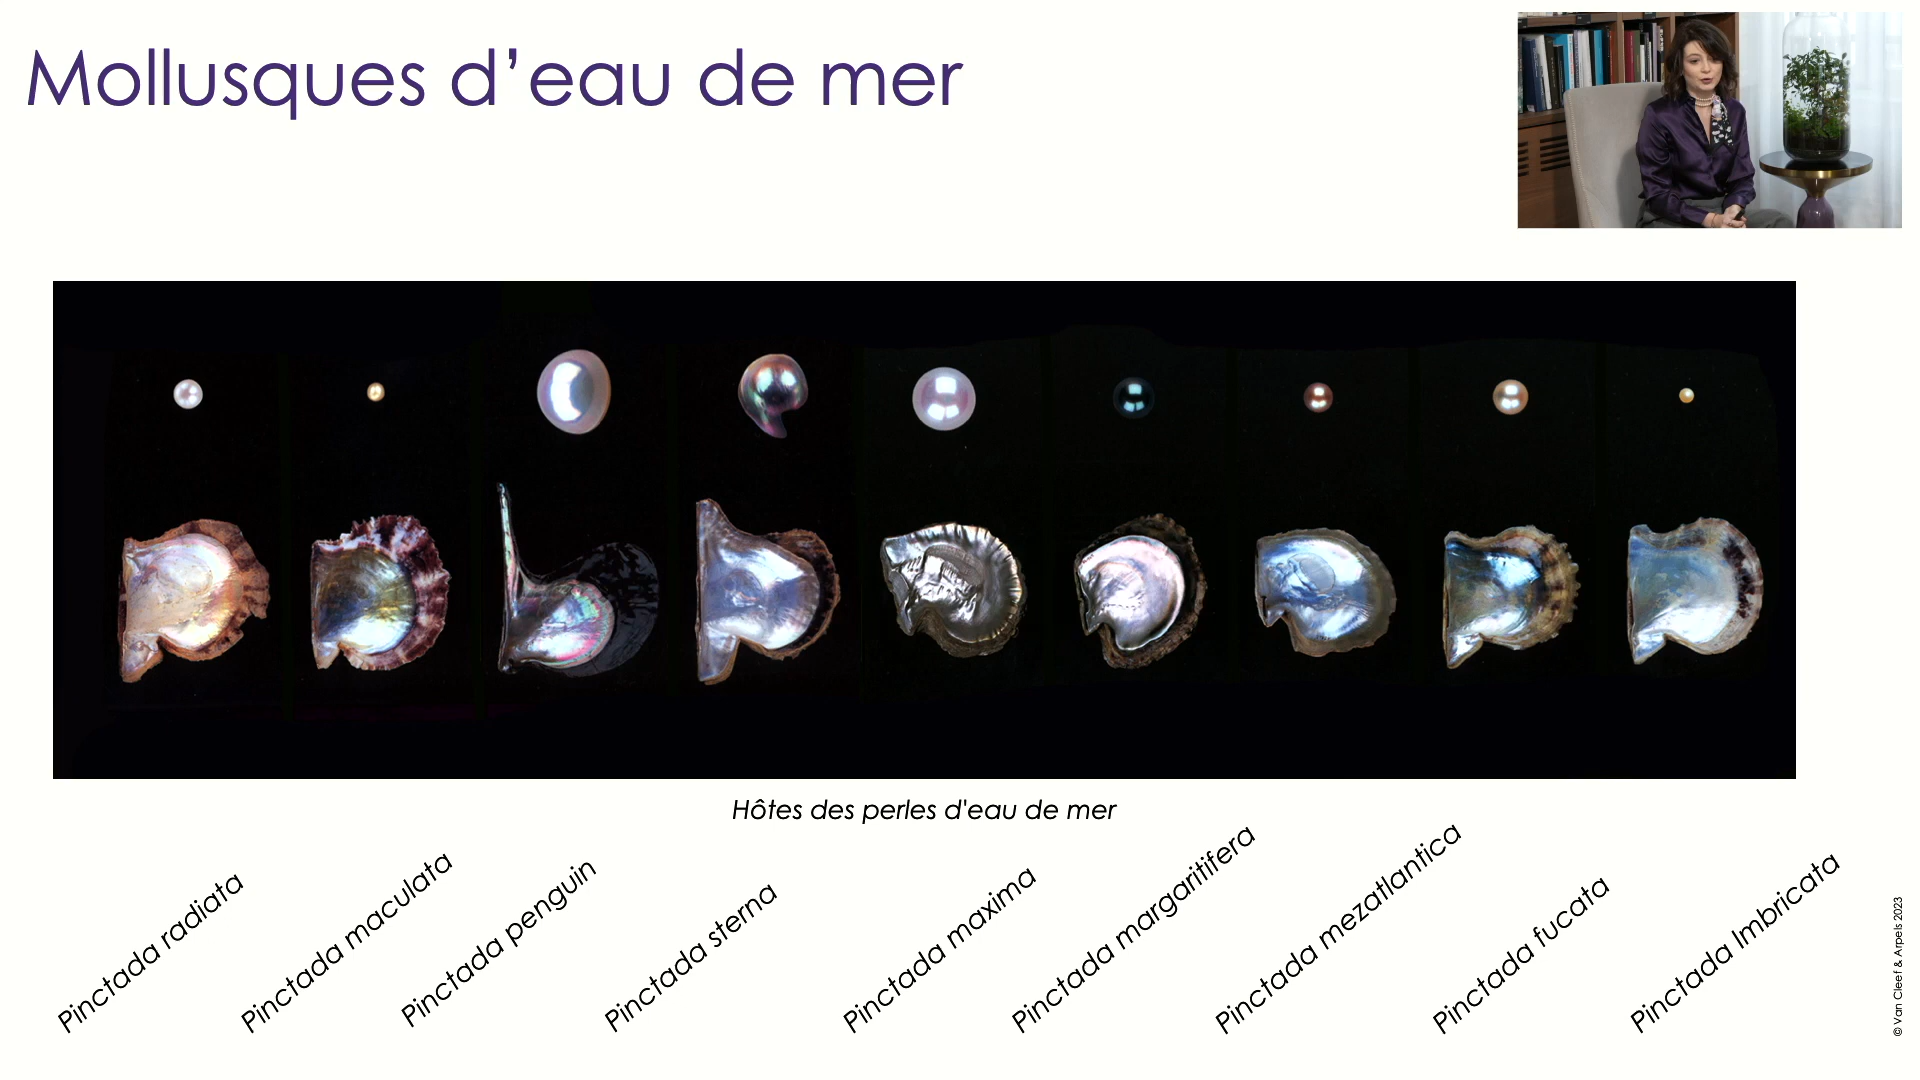 Mollusques d’eau de mer
Hôtes des perles d'eau de mer
Pinctada radiata
Pinctada maculata
Pinctada penguin
Pinctada sterna
Pinctada maxima
Pinctada margaritifera
Pinctada mezatlantica
Pinctada fucata
Pinctada Imbricata
© Van Cleef & Arpels 2023